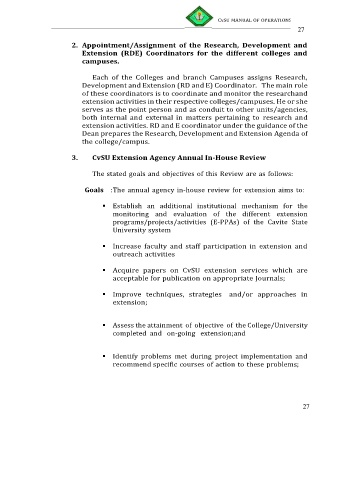 CvSU MANUAL OF OPERATIONS
27
2. Appointment/Assignment of the Research, Development and
Extension (RDE) Coordinators for the different colleges and
campuses.
Each of the Colleges and branch Campuses assigns Research,
Development and Extension (RD and E) Coordinator. The main role
of these coordinators is to coordinate and monitor the researchand
extension activities in their respective colleges/campuses. He or she
serves as the point person and as conduit to other units/agencies,
both internal and external in matters pertaining to research and
extension activities. RD and E coordinator under the guidance of the
Dean prepares the Research, Development and Extension Agenda of
the college/campus.
3. CvSU Extension Agency Annual In-House Review
The stated goals and objectives of this Review are as follows:
Goals :The annual agency in-house review for extension aims to:
▪ Establish an additional institutional mechanism for the
monitoring and evaluation of the different extension
programs/projects/activities (E-PPAs) of the Cavite State
University system
▪ Increase faculty and staff participation in extension and
outreach activities
▪ Acquire papers on CvSU extension services which are
acceptable for publication on appropriate Journals;
▪ Improve techniques, strategies and/or approaches in
extension;
▪ Assess the attainment of objective of the College/University
completed and on-going extension;and
▪ Identify problems met during project implementation and
recommend specific courses of action to these problems;
27